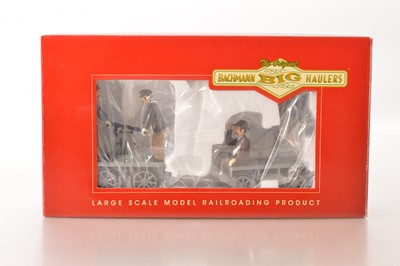 The Original
BACHMANN BIG HAULERS
LARGE SCALE MODEL RAILROADING PRODUCT